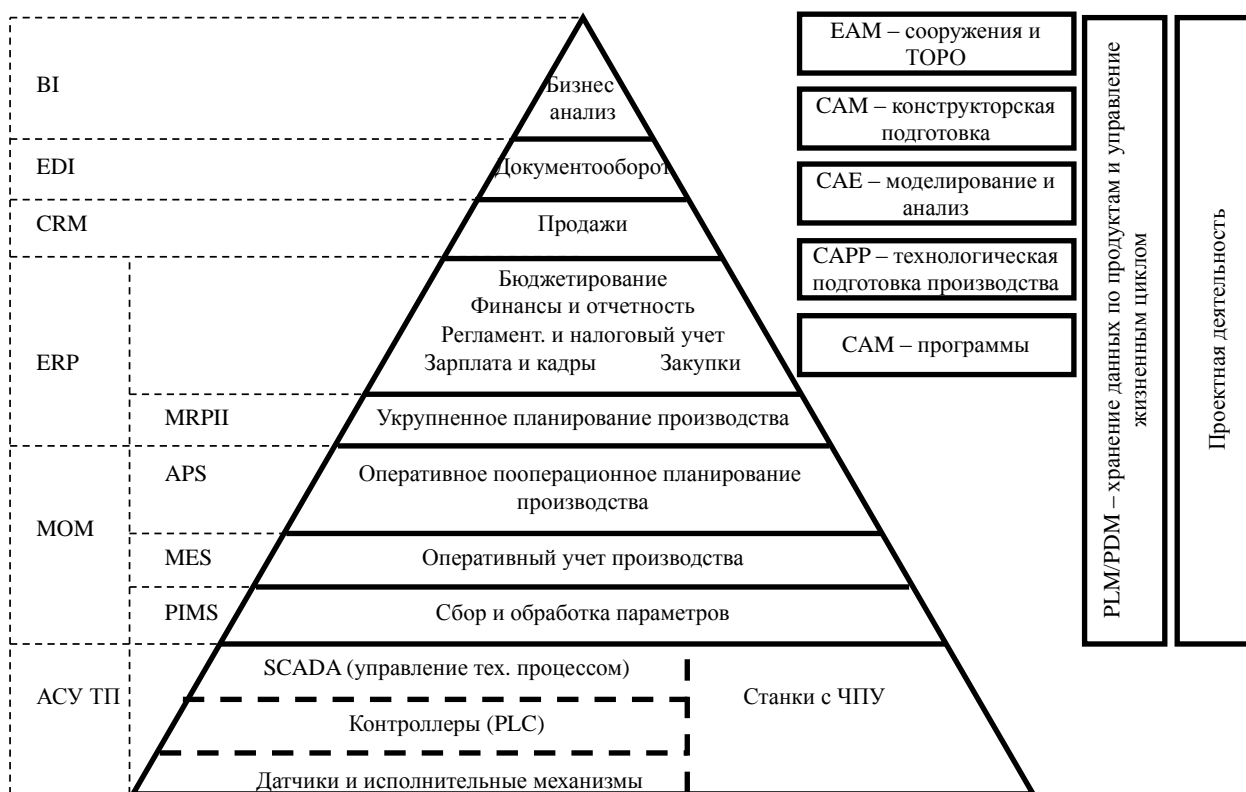 BI
Бизнес
анализ
EDI
Документооборот
CRM
Продажи
ERP
Бюджетирование
Финансы и отчетность
Регламент. и налоговый учет
Зарплата и кадры Закупки
MRPII
Укрупненное планирование производства
MOM
APS
Оперативное пооперационное планирование
производства
MES
Оперативный учет производства
PIMS
Сбор и обработка параметров
АСУ ТП
SCADA (управление тех. процессом)
Контроллеры (PLC)
Датчики и исполнительные механизмы
Станки с ЧПУ
EAM – сооружения и
ТОРО
CAM – конструкторская
подготовка
CAE – моделирование и
анализ
CAPP – технологическая
подготовка производства
CAM – программы
PLM/PDM – хранение данных по продуктам и управление
жизненным циклом
Проектная деятельность